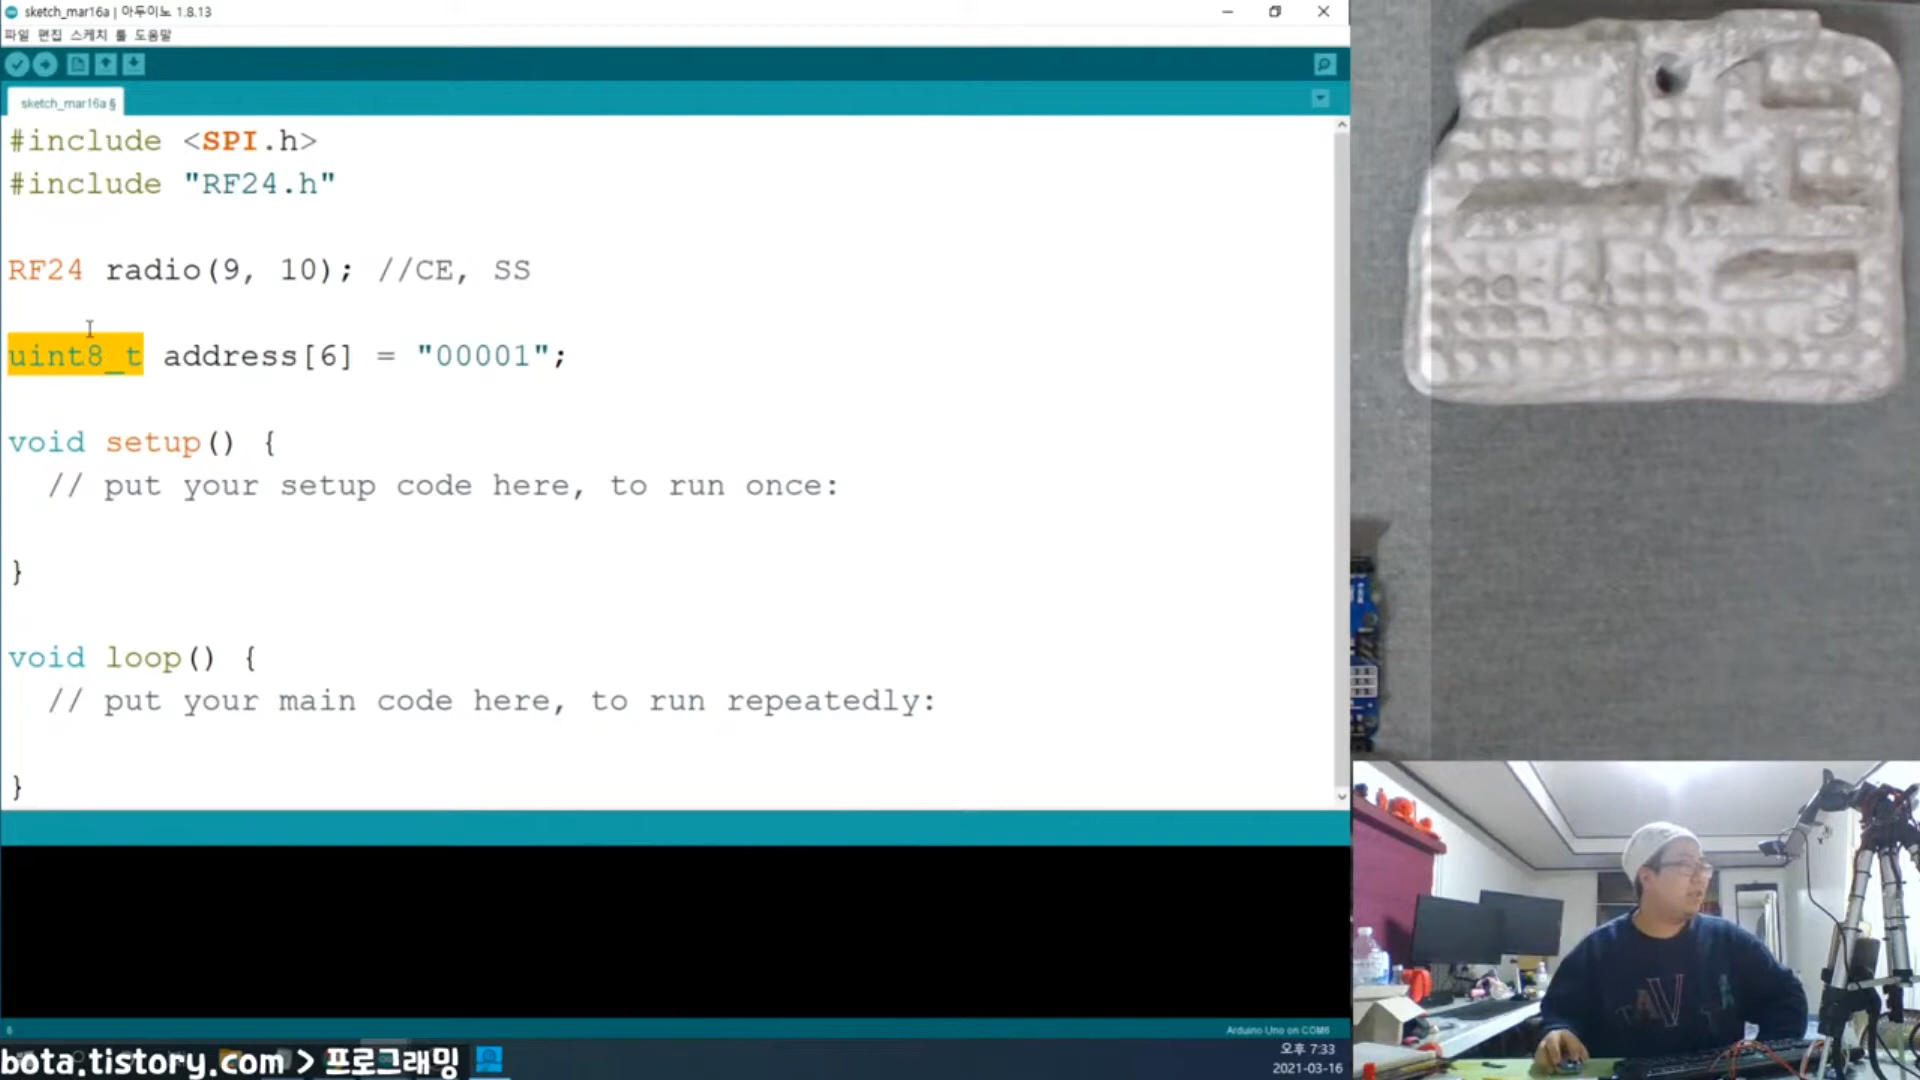 sketch_mar16a | 아두이노 1.8.13
파일 편집 스케치 툴 도움말
sketch_mar16a §
#include <SPI.h>
#include "RF24.h"
RF24 radio(9, 10); //CE, SS
uint8_t address[6] = "00001";
void setup() {
// put your setup code here, to run once:
}
void loop() {
// put your main code here, to run repeatedly:
}
6
Arduino Uno on COM6
bota.tistory.com > 프로그래밍
오후 7:33
2021-03-16